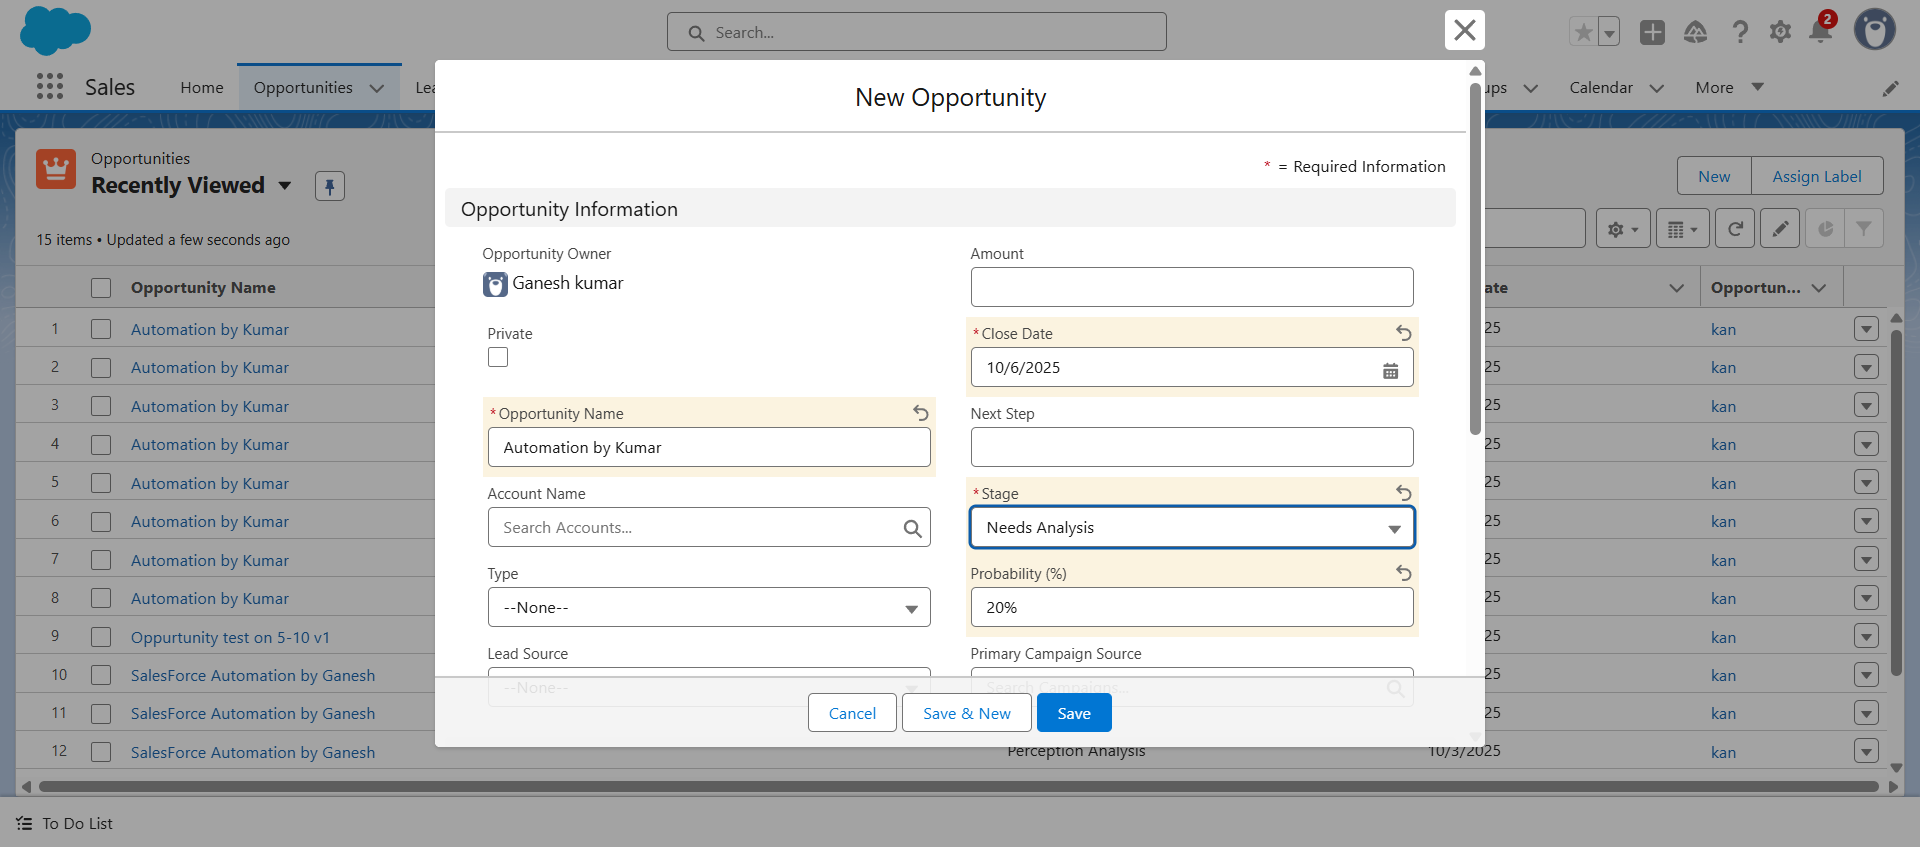 Search...
2
Sales
Home
Opportunities
Lea
ups
Calendar
More
New Opportunity
* = Required Information
Opportunities
Recently Viewed
New
Assign Label
15 items • Updated a few seconds ago
Opportunity Information
Opportunity Owner
Ganesh kumar
Amount
Private
*Close Date
10/6/2025
*Opportunity Name
Automation by Kumar
Next Step
Account Name
Search Accounts...
*Stage
Needs Analysis
Type
--None--
Probability (%)
20%
Lead Source
--None--
Primary Campaign Source
Search Campaigns...
Cancel
Save & New
Save
Opportunity Name
ate
Opportun...
1 Automation by Kumar 25 kan
2 Automation by Kumar 25 kan
3 Automation by Kumar 25 kan
4 Automation by Kumar 25 kan
5 Automation by Kumar 25 kan
6 Automation by Kumar 25 kan
7 Automation by Kumar 25 kan
8 Automation by Kumar 25 kan
9 Oppurtunity test on 5-10 v1 25 kan
10 SalesForce Automation by Ganesh 25 kan
11 SalesForce Automation by Ganesh 25 kan
12 SalesForce Automation by Ganesh Perception Analysis 10/3/2025 kan
To Do List